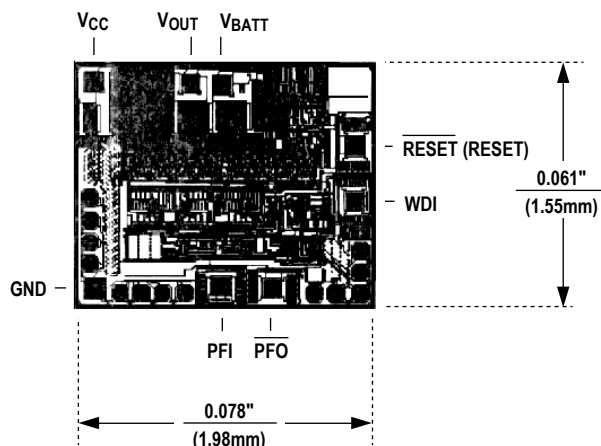 VCC VOUT VBATT
RESET (RESET)
0.061"
(1.55mm)
WDI
GND
PFI PFO
0.078"
(1.98mm)